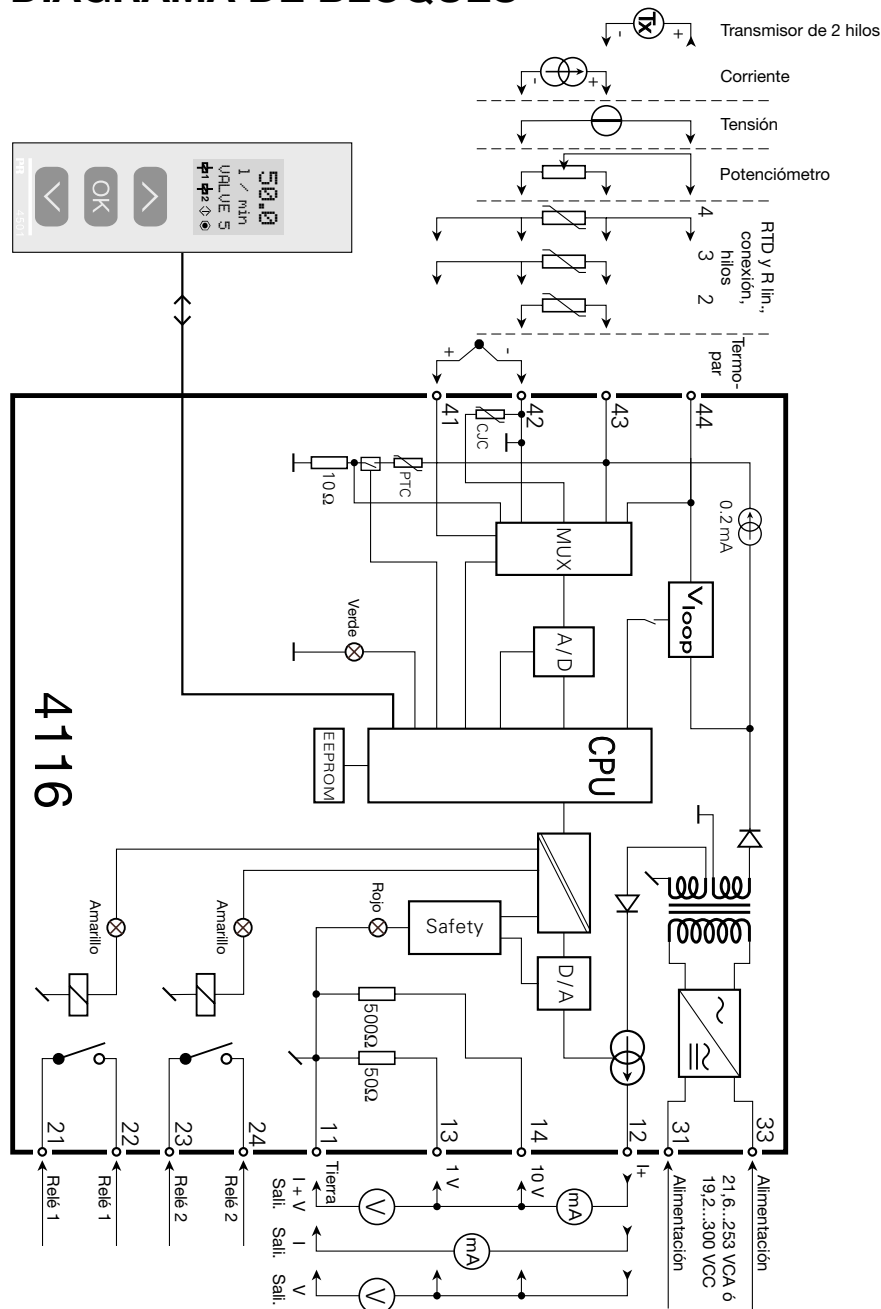 DIAGRAMA DE BLOQUES
Transmisor de 2 hilos
- Tx +
Corriente
- +
Tensión
Potenciómetro
RTD y R lin.,
conexión,
hilos
4 3 2
Termo-
par
+ -
50.0
l / min
VALVE 5
1 2
OK
PR
4501
41 42 43 44
CJC
PTC
10Ω
0.2 mA
MUX
Vloop
Verde
A/D
CPU
EEPROM
4116
Amarillo
Amarillo
Rojo
Safety
D/A
500Ω
50Ω
21 22 23 24 11 13 14 12 31 33
Relé 1
Relé 1
Relé 2
Relé 2
Tierra
1 V
10 V
I+
Alimentación
Alimentación
21,6...253 VCA ó
19,2...300 VCC
I + V
Sali.
V
mA
I
Sali.
mA
V
Sali.
V